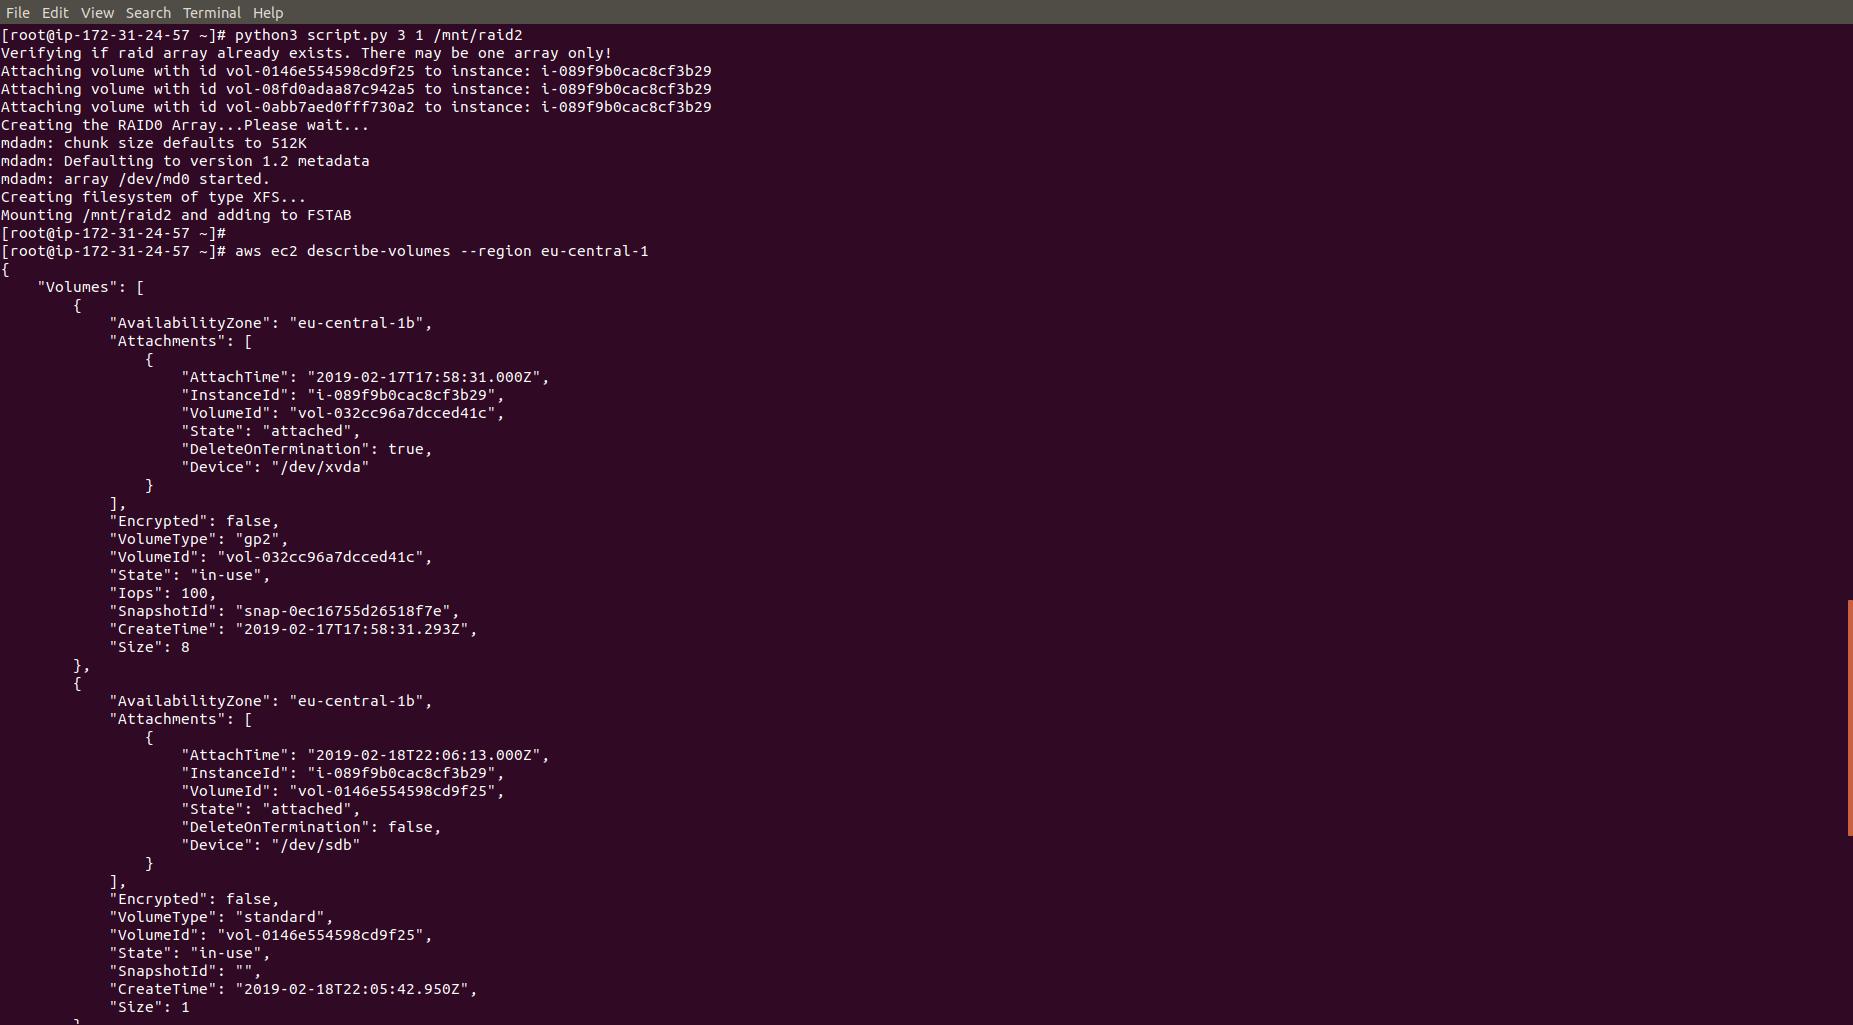 File Edit View Search Terminal Help
[root@ip-172-31-24-57 ~]# python3 script.py 3 1 /mnt/raid2
Verifying if raid array already exists. There may be one array only!
Attaching volume with id vol-0146e554598cd9f25 to instance: i-089f9b0cac8cf3b29
Attaching volume with id vol-08fd0adaa87c942a5 to instance: i-089f9b0cac8cf3b29
Attaching volume with id vol-0abb7aed0fff730a2 to instance: i-089f9b0cac8cf3b29
Creating the RAID0 Array...Please wait...
mdadm: chunk size defaults to 512K
mdadm: Defaulting to version 1.2 metadata
mdadm: array /dev/md0 started.
Creating filesystem of type XFS...
Mounting /mnt/raid2 and adding to FSTAB
[root@ip-172-31-24-57 ~]#
[root@ip-172-31-24-57 ~]# aws ec2 describe-volumes --region eu-central-1
{
    "Volumes": [
        {
            "AvailabilityZone": "eu-central-1b",
            "Attachments": [
                {
                    "AttachTime": "2019-02-17T17:58:31.000Z",
                    "InstanceId": "i-089f9b0cac8cf3b29",
                    "VolumeId": "vol-032cc96a7dcced41c",
                    "State": "attached",
                    "DeleteOnTermination": true,
                    "Device": "/dev/xvda"
                }
            ],
            "Encrypted": false,
            "VolumeType": "gp2",
            "VolumeId": "vol-032cc96a7dcced41c",
            "State": "in-use",
            "Iops": 100,
            "SnapshotId": "snap-0ec16755d26518f7e",
            "CreateTime": "2019-02-17T17:58:31.293Z",
            "Size": 8
        },
        {
            "AvailabilityZone": "eu-central-1b",
            "Attachments": [
                {
                    "AttachTime": "2019-02-18T22:06:13.000Z",
                    "InstanceId": "i-089f9b0cac8cf3b29",
                    "VolumeId": "vol-0146e554598cd9f25",
                    "State": "attached",
                    "DeleteOnTermination": false,
                    "Device": "/dev/sdb"
                }
            ],
            "Encrypted": false,
            "VolumeType": "standard",
            "VolumeId": "vol-0146e554598cd9f25",
            "State": "in-use",
            "SnapshotId": "",
            "CreateTime": "2019-02-18T22:05:42.950Z",
            "Size": 1